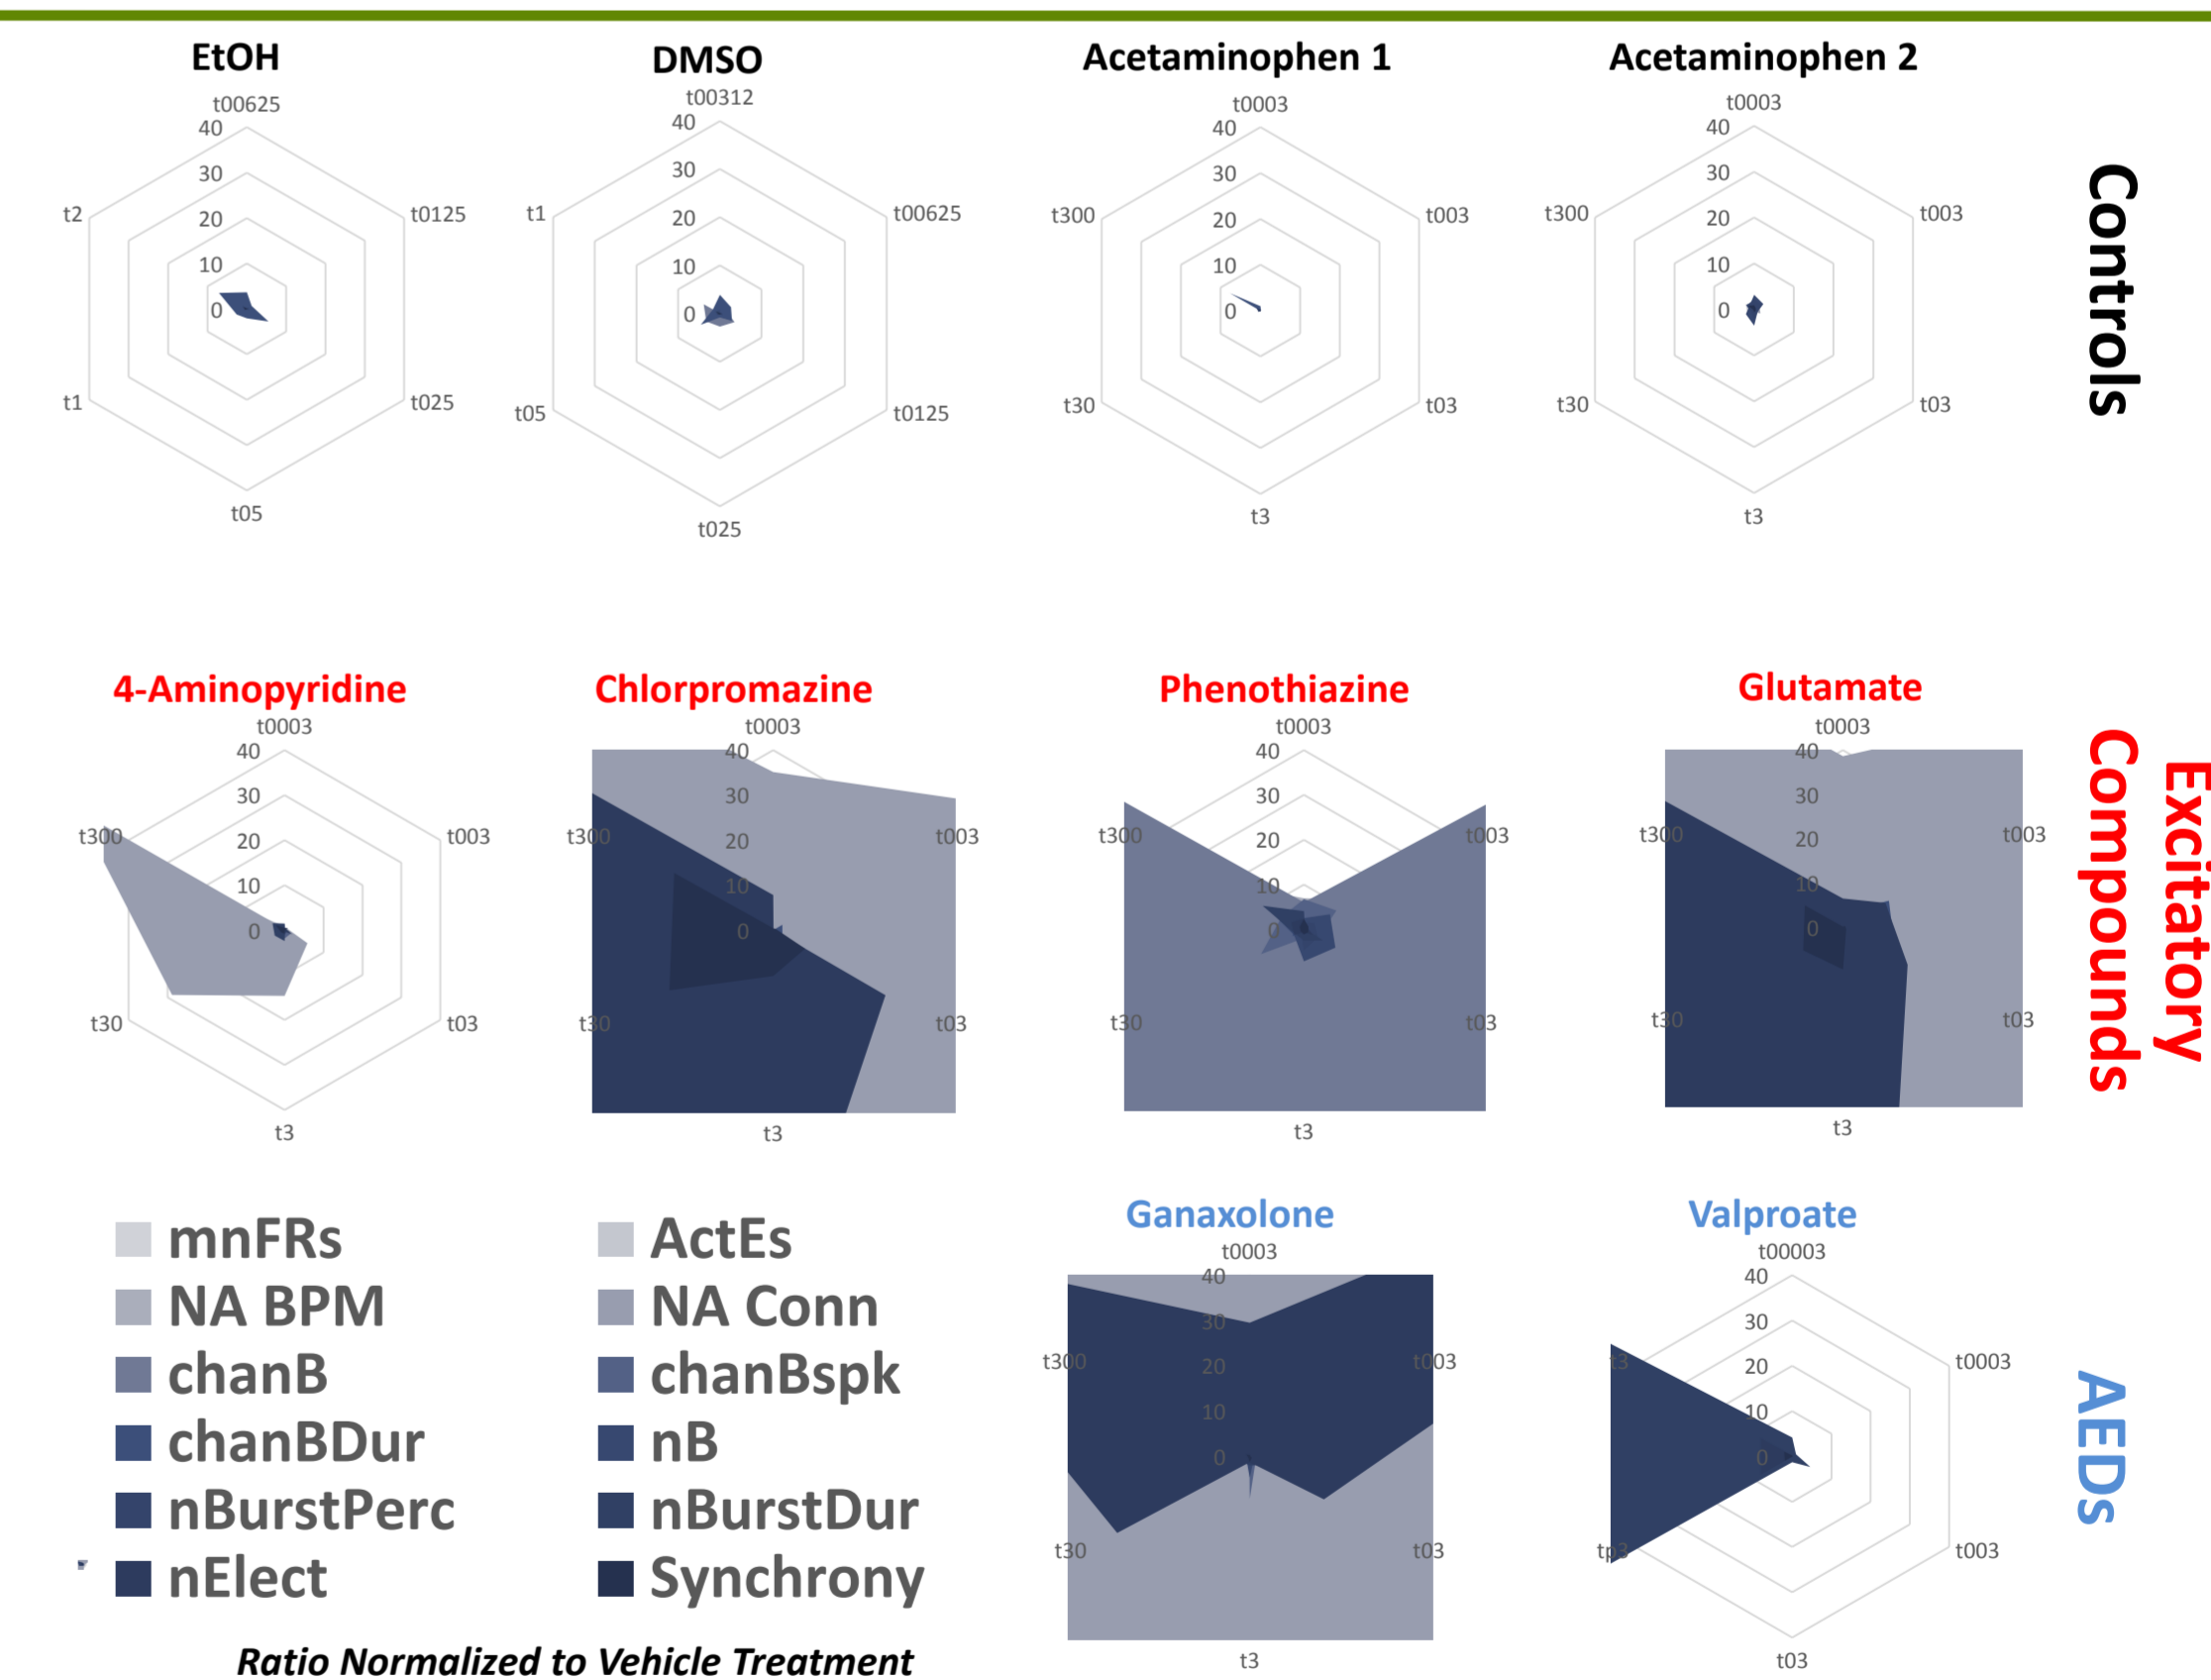 EtOH
DMSO
Acetaminophen 1
Acetaminophen 2
t00625
40
30
20
10
0
t0125
t025
t05
t1
t2
t00312
40
30
20
10
0
t00625
t0125
t025
t05
t1
t0003
40
30
20
10
0
t003
t03
t3
t30
t300
t0003
40
30
20
10
0
t003
t03
t3
t30
t300
Controls
4-Aminopyridine
Chlorpromazine
Phenothiazine
Glutamate
t0003
40
30
20
10
0
t003
t03
t3
t30
t300
t0003
40
30
20
10
0
t003
t03
t3
t30
t300
t0003
40
30
20
10
0
t003
t03
t3
t30
t300
t0003
40
30
20
10
0
t003
t03
t3
t30
t300
Excitatory
Compounds
mnFRs
ActEs
NA BPM
NA Conn
chanB
chanBspk
chanBDur
nB
nBurstPerc
nBurstDur
nElect
Synchrony
Ratio Normalized to Vehicle Treatment
Ganaxolone
Valproate
t0003
40
30
20
10
0
t003
t03
t3
t30
t300
t00003
40
30
20
10
0
t0003
t003
t03
tp3
t3
AEDs